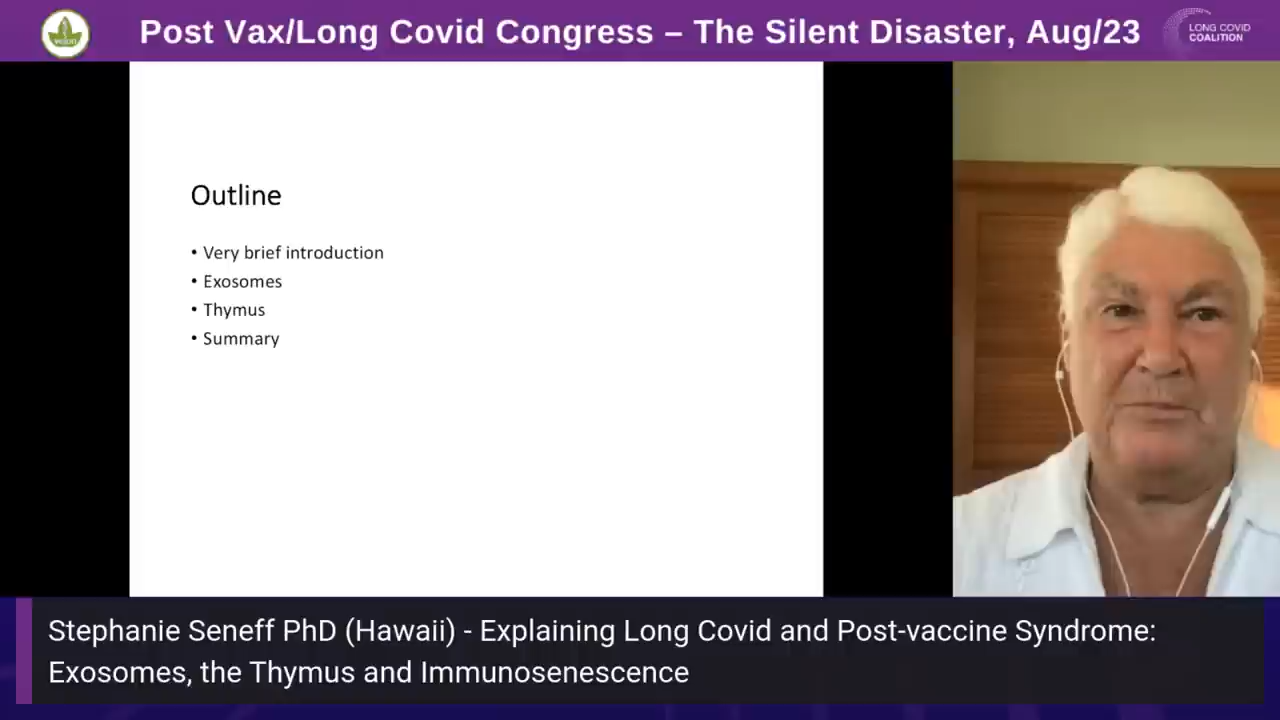 Post Vax/Long Covid Congress – The Silent Disaster, Aug/23
LONG COVID
COALITION
Outline
• Very brief introduction
• Exosomes
• Thymus
• Summary
Stephanie Seneff PhD (Hawaii) - Explaining Long Covid and Post-vaccine Syndrome:
Exosomes, the Thymus and Immunosenescence